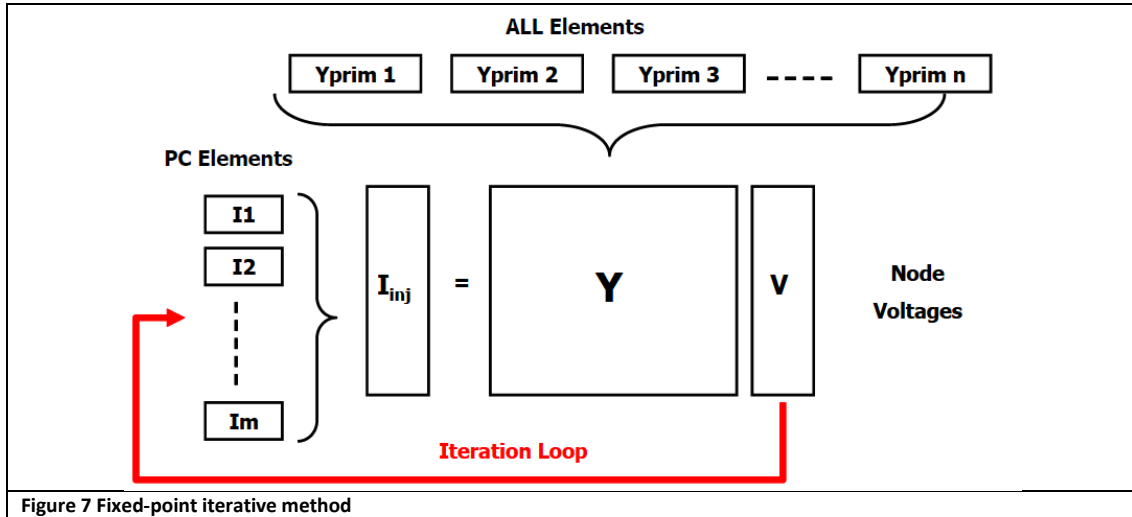 ALL Elements
Yprim 1 Yprim 2 Yprim 3 Yprim n
PC Elements
I1
I2
Im
Iinj = Y V
Node
Voltages
Iteration Loop
Figure 7 Fixed-point iterative method